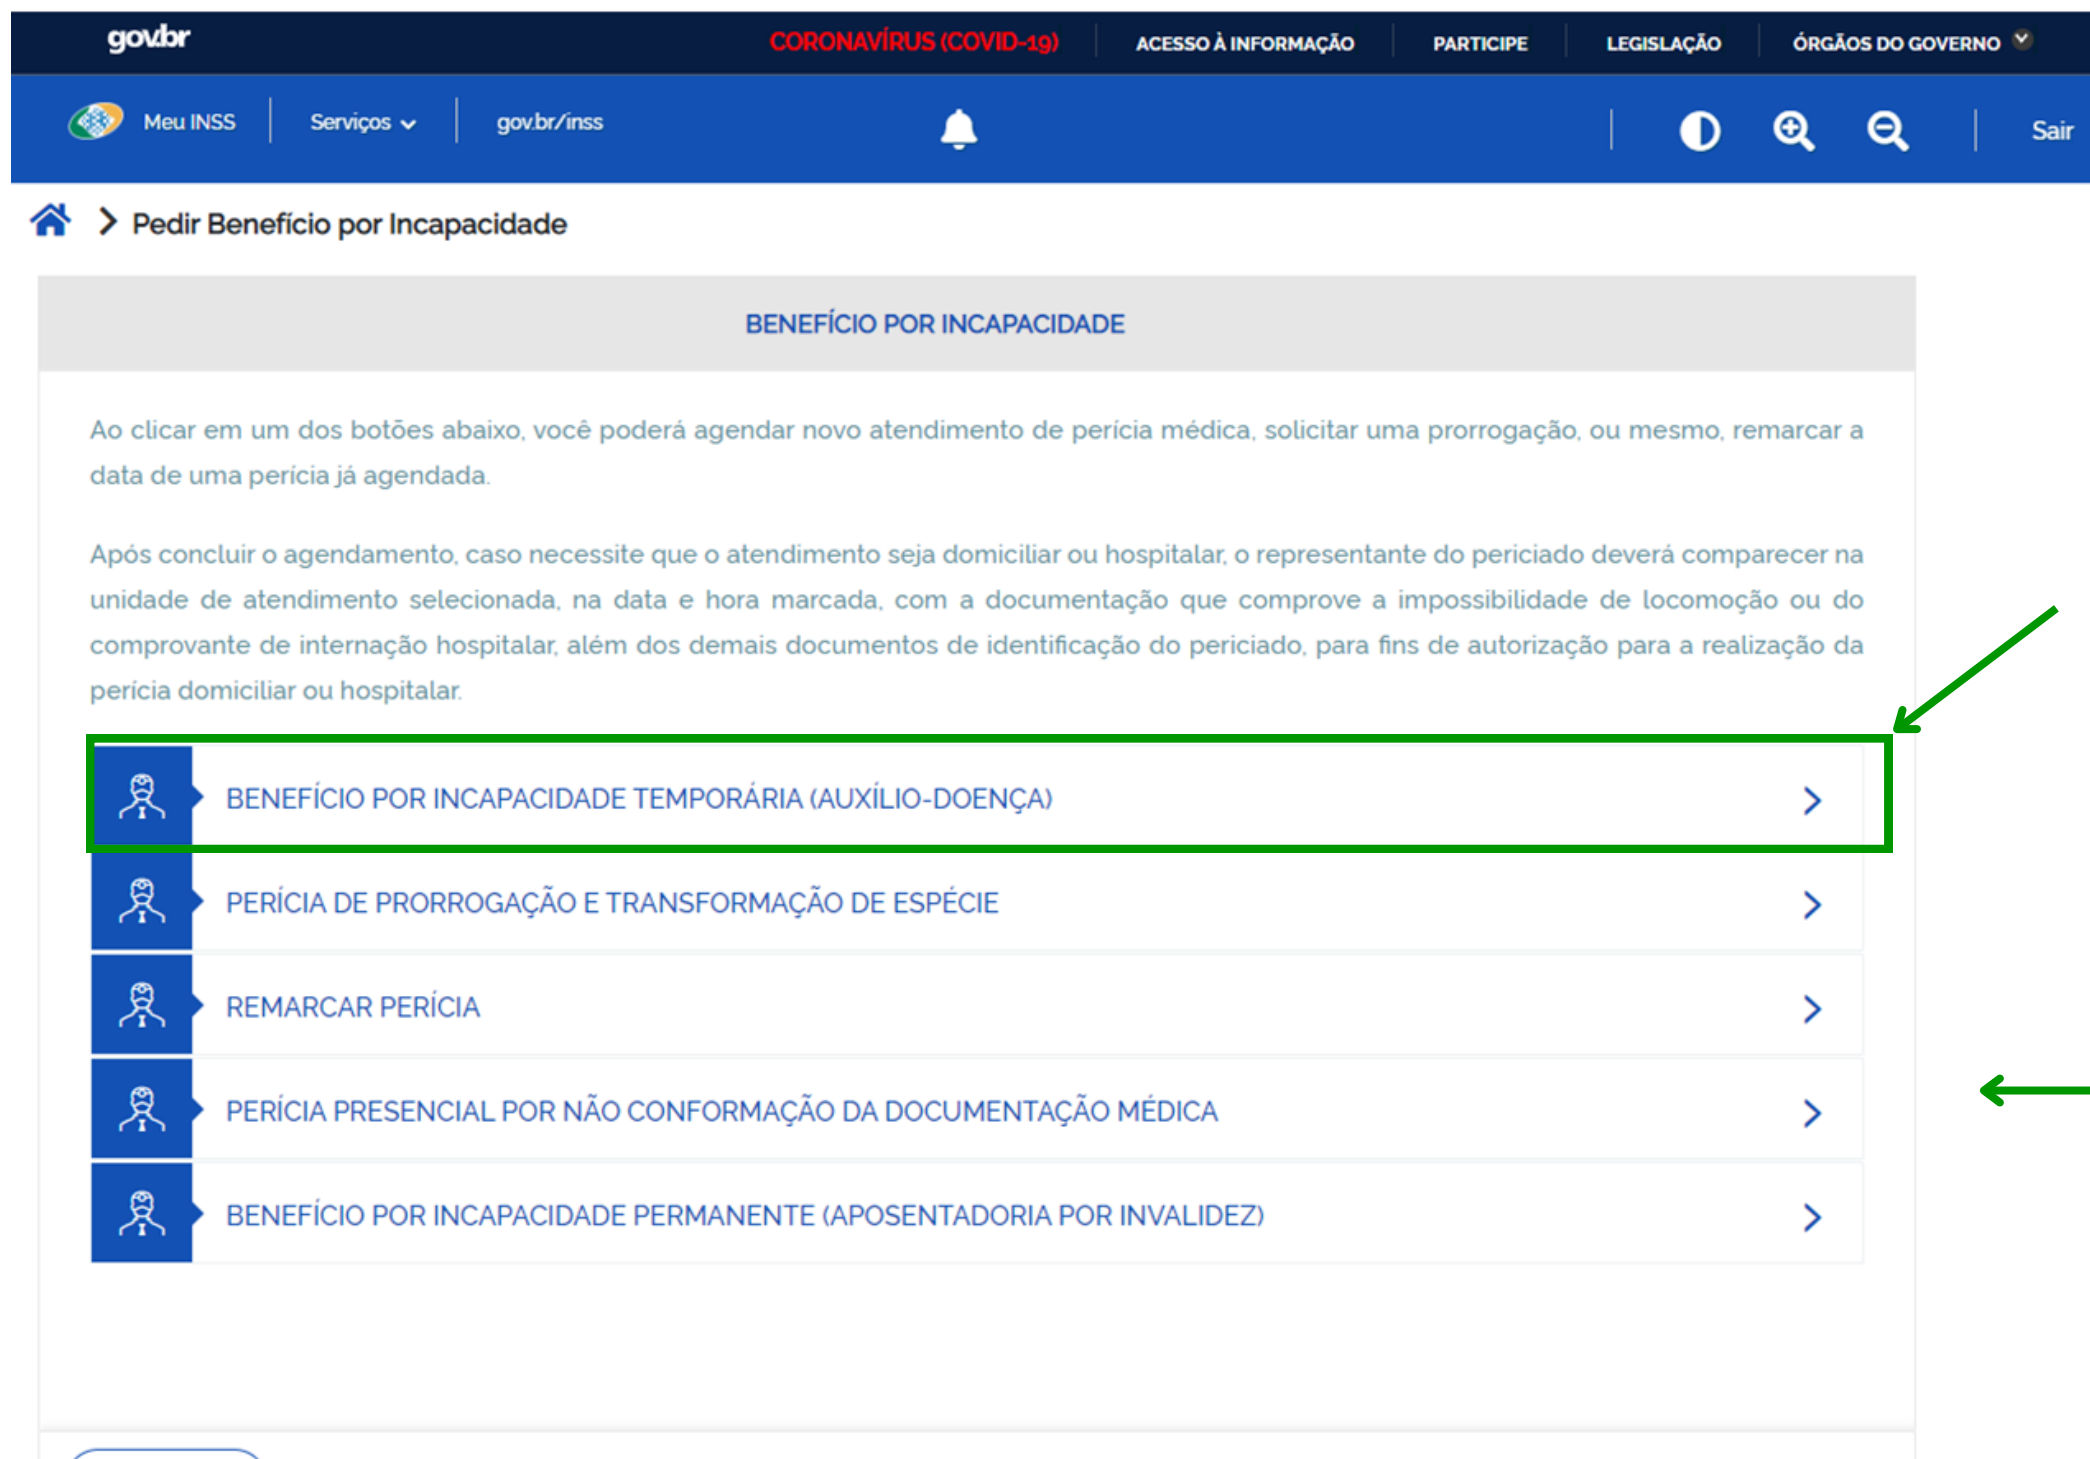 gov.br
CORONAVÍRUS (COVID-19)
ACESSO À INFORMAÇÃO
PARTICIPE
LEGISLAÇÃO
ÓRGÃOS DO GOVERNO
Meu INSS
Serviços
gov.br/inss
Sair
Pedir Benefício por Incapacidade
BENEFÍCIO POR INCAPACIDADE
Ao clicar em um dos botões abaixo, você poderá agendar novo atendimento de perícia médica, solicitar uma prorrogação, ou mesmo, remarcar a
data de uma perícia já agendada.
Após concluir o agendamento, caso necessite que o atendimento seja domiciliar ou hospitalar, o representante do periciado deverá comparecer na
unidade de atendimento selecionada, na data e hora marcada, com a documentação que comprove a impossibilidade de locomoção ou do
comprovante de internação hospitalar, além dos demais documentos de identificação do periciado, para fins de autorização para a realização da
perícia domiciliar ou hospitalar.
BENEFÍCIO POR INCAPACIDADE TEMPORÁRIA (AUXÍLIO-DOENÇA)
PERÍCIA DE PRORROGAÇÃO E TRANSFORMAÇÃO DE ESPÉCIE
REMARCAR PERÍCIA
PERÍCIA PRESENCIAL POR NÃO CONFORMAÇÃO DA DOCUMENTAÇÃO MÉDICA
BENEFÍCIO POR INCAPACIDADE PERMANENTE (APOSENTADORIA POR INVALIDEZ)